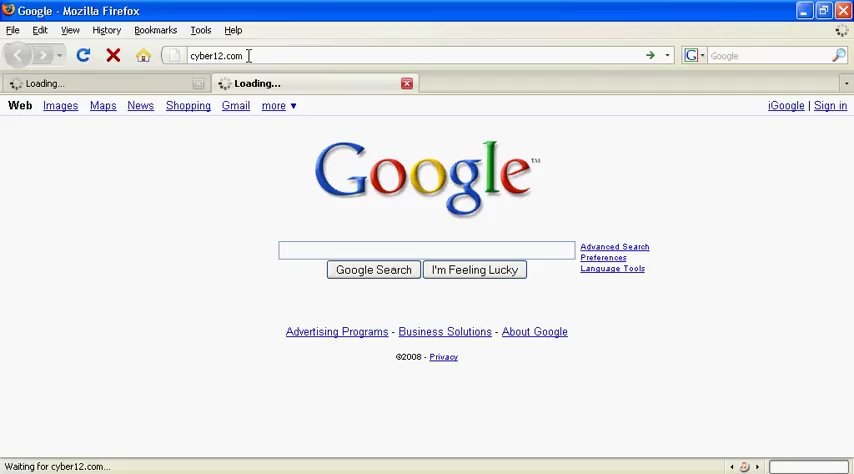 Google - Mozilla Firefox
File Edit View History Bookmarks Tools Help
cyber12.com
G Google
Loading... Loading...
Web Images Maps News Shopping Gmail more ▼ iGoogle | Sign in
Google™
Advanced Search
Preferences
Language Tools
Google Search I'm Feeling Lucky
Advertising Programs - Business Solutions - About Google
©2008 - Privacy
Waiting for cyber12.com...